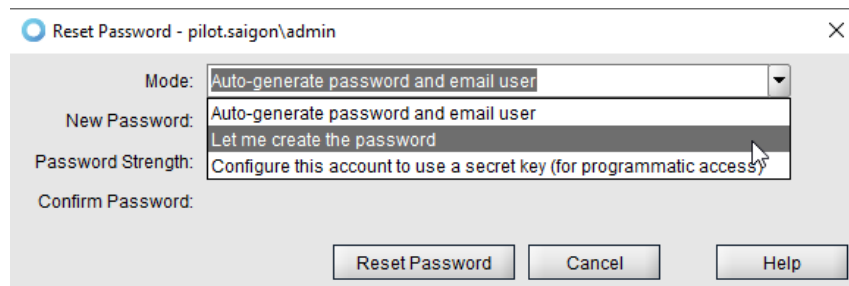 Reset Password - pilot.saigon\admin
Mode: Auto-generate password and email user
Auto-generate password and email user
New Password:
Let me create the password
Password Strength: Configure this account to use a secret key (for programmatic access)
Confirm Password:
Reset Password Cancel Help